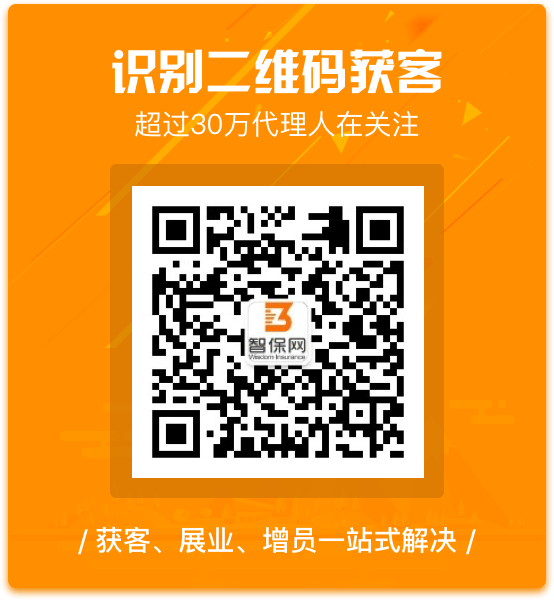 识别二维码获客
超过30万代理人在关注
智保网
Wisdom Insurance
/ 获客、展业、增员一站式解决 /